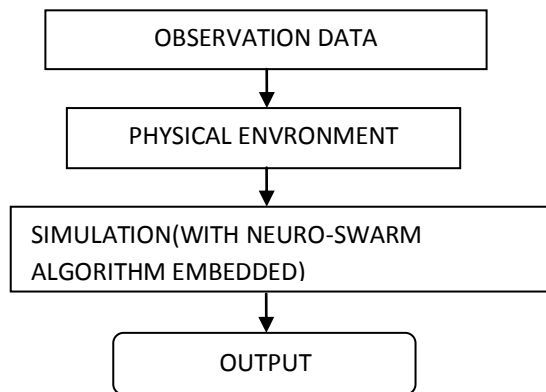 OBSERVATION DATA
PHYSICAL ENVRONMENT
SIMULATION(WITH NEURO-SWARM
ALGORITHM EMBEDDED)
OUTPUT